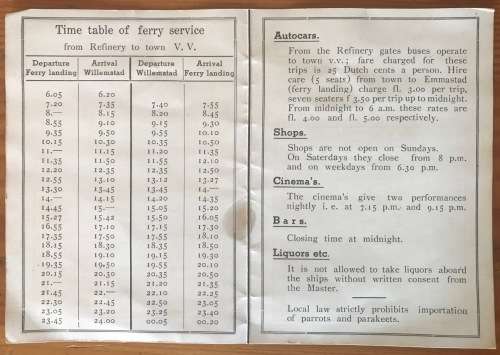 Time table of ferry service
from Refinery to town V. V.
Departure Arrival Departure Arrival
Ferry landing Willemstad Willemstad Ferry landing
6.05 6.20
7.20 7.35 7.40 7.55
8.— 8.15 8.20 8.45
8.55 9.10 9.15 9.30
9.35 9.50 9.55 10.10
10.15 10.30 10.35 10.50
11.— 11.15 11.20 11.35
11.35 11.50 11.55 12.10
12.20 12.35 12.35 12.50
12.55 13.10 13.12 13.27
13.30 13.45 13.45 14.—
14.— 14.15 14.20 14.35
14.45 15.— 15.05 15.20
15.27 15.42 15.50 16.05
16.55 17.10 17.15 17.30
17.35 17.50 17.55 18.10
18.15 18.30 18.35 18.50
18.55 19.10 19.15 19.30
19.35 19.50 19.55 20.10
20.15 20.30 20.35 20.50
21.— 21.15 21.20 21.35
21.45 22.— 22.10 22.25
22.30 22.45 22.50 23.05
23.05 23.20 23.25 23.40
23.45 24.00 00.05 00.20
Autocars.
From the Refinery gates buses operate
to town v.v.; fare charged for these
trips is 25 Dutch cents a person. Hire
care (5 seats) from town to Emmastad
(ferry landing) charge fl. 3.00 per trip,
seven seaters f 3.50 per trip up to midnight.
From midnight to 6 a.m. these rates are
fl. 4.00 and fl. 5.00 respectively.
Shops.
Shops are not open on Sundays.
On Saterdays they close from 8 p.m.
and on weekdays from 6.30 p.m.
Cinema's.
The cinema's give two performances
nightly i. e. at 7.15 p.m. and 9.15 p.m.
Bars.
Closing time at midnight.
Liquors etc.
It is not allowed to take liquors aboard
the ships without written consent from
the Master.
Local law strictly prohibits importation
of parrots and parakeets.